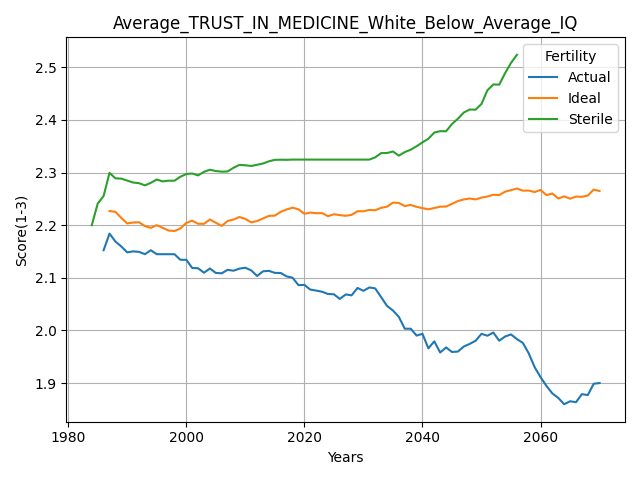 Average_TRUST_IN_MEDICINE_White_Below_Average_IQ
Fertility
Actual
Ideal
Sterile
Score(1-3)
2.5
2.4
2.3
2.2
2.1
2.0
1.9
1980
2000
2020
2040
2060
Years